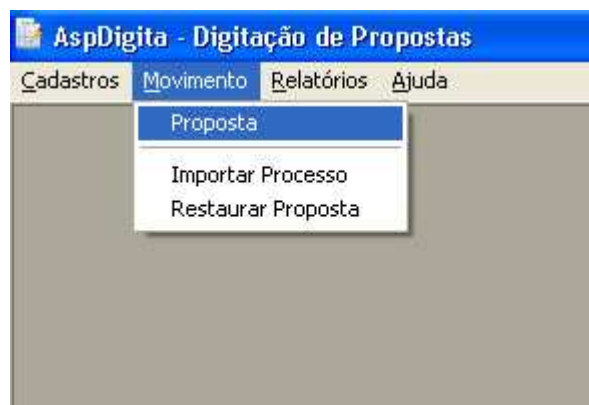 AspDigita - Digitação de Propostas
Cadastros Movimento Relatórios Ajuda
Proposta
Importar Processo
Restaurar Proposta